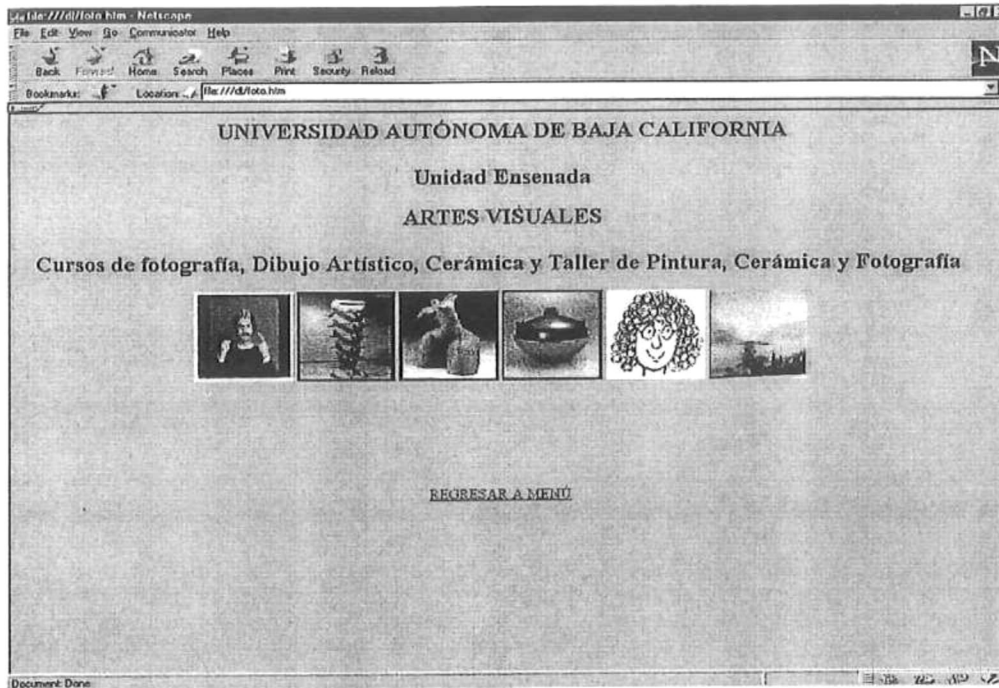 file:///d|/foto.htm - Netscape
File Edit View Go Communicator Help
Back Forward Home Search Places Print Security Reload
Bookmarks: Location: file:///d|/foto.htm
UNIVERSIDAD AUTÓNOMA DE BAJA CALIFORNIA
Unidad Ensenada
ARTES VISUALES
Cursos de fotografía, Dibujo Artístico, Cerámica y Taller de Pintura, Cerámica y Fotografía
REGRESAR A MENÚ
Document: Done